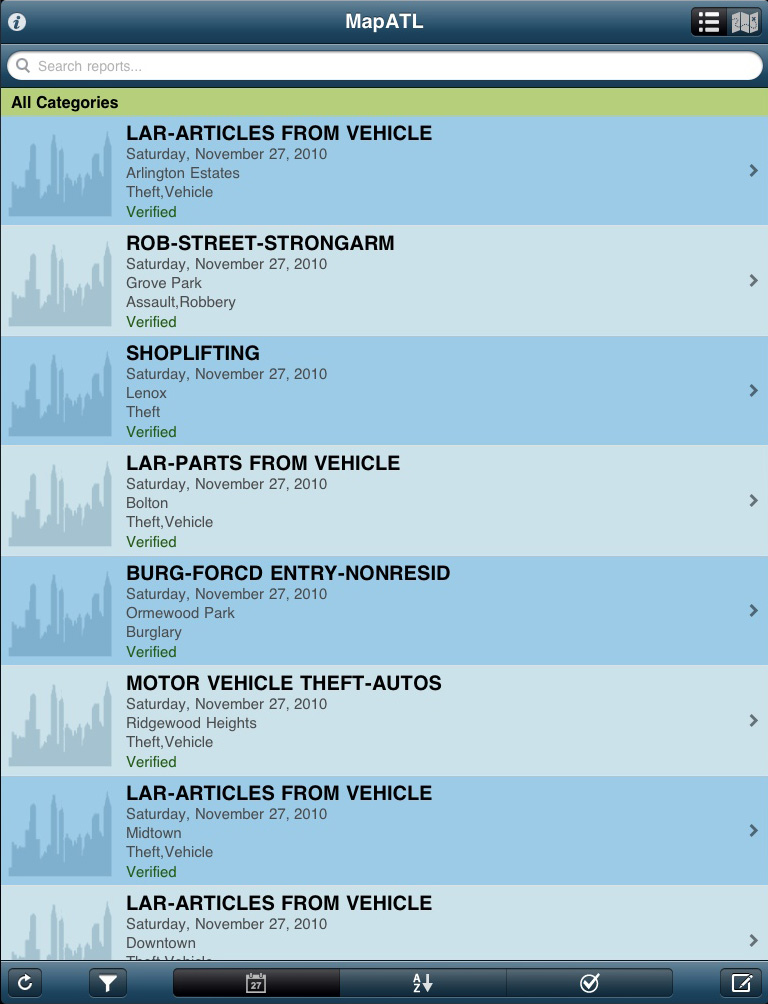 MapATL
Search reports...
All Categories
LAR-ARTICLES FROM VEHICLE
Saturday, November 27, 2010
Arlington Estates
Theft,Vehicle
Verified
ROB-STREET-STRONGARM
Saturday, November 27, 2010
Grove Park
Assault,Robbery
Verified
SHOPLIFTING
Saturday, November 27, 2010
Lenox
Theft
Verified
LAR-PARTS FROM VEHICLE
Saturday, November 27, 2010
Bolton
Theft,Vehicle
Verified
BURG-FORCD ENTRY-NONRESID
Saturday, November 27, 2010
Ormewood Park
Burglary
Verified
MOTOR VEHICLE THEFT-AUTOS
Saturday, November 27, 2010
Ridgewood Heights
Theft,Vehicle
Verified
LAR-ARTICLES FROM VEHICLE
Saturday, November 27, 2010
Midtown
Theft,Vehicle
Verified
LAR-ARTICLES FROM VEHICLE
Saturday, November 27, 2010
Downtown
Theft,Vehicle
27
A
Z